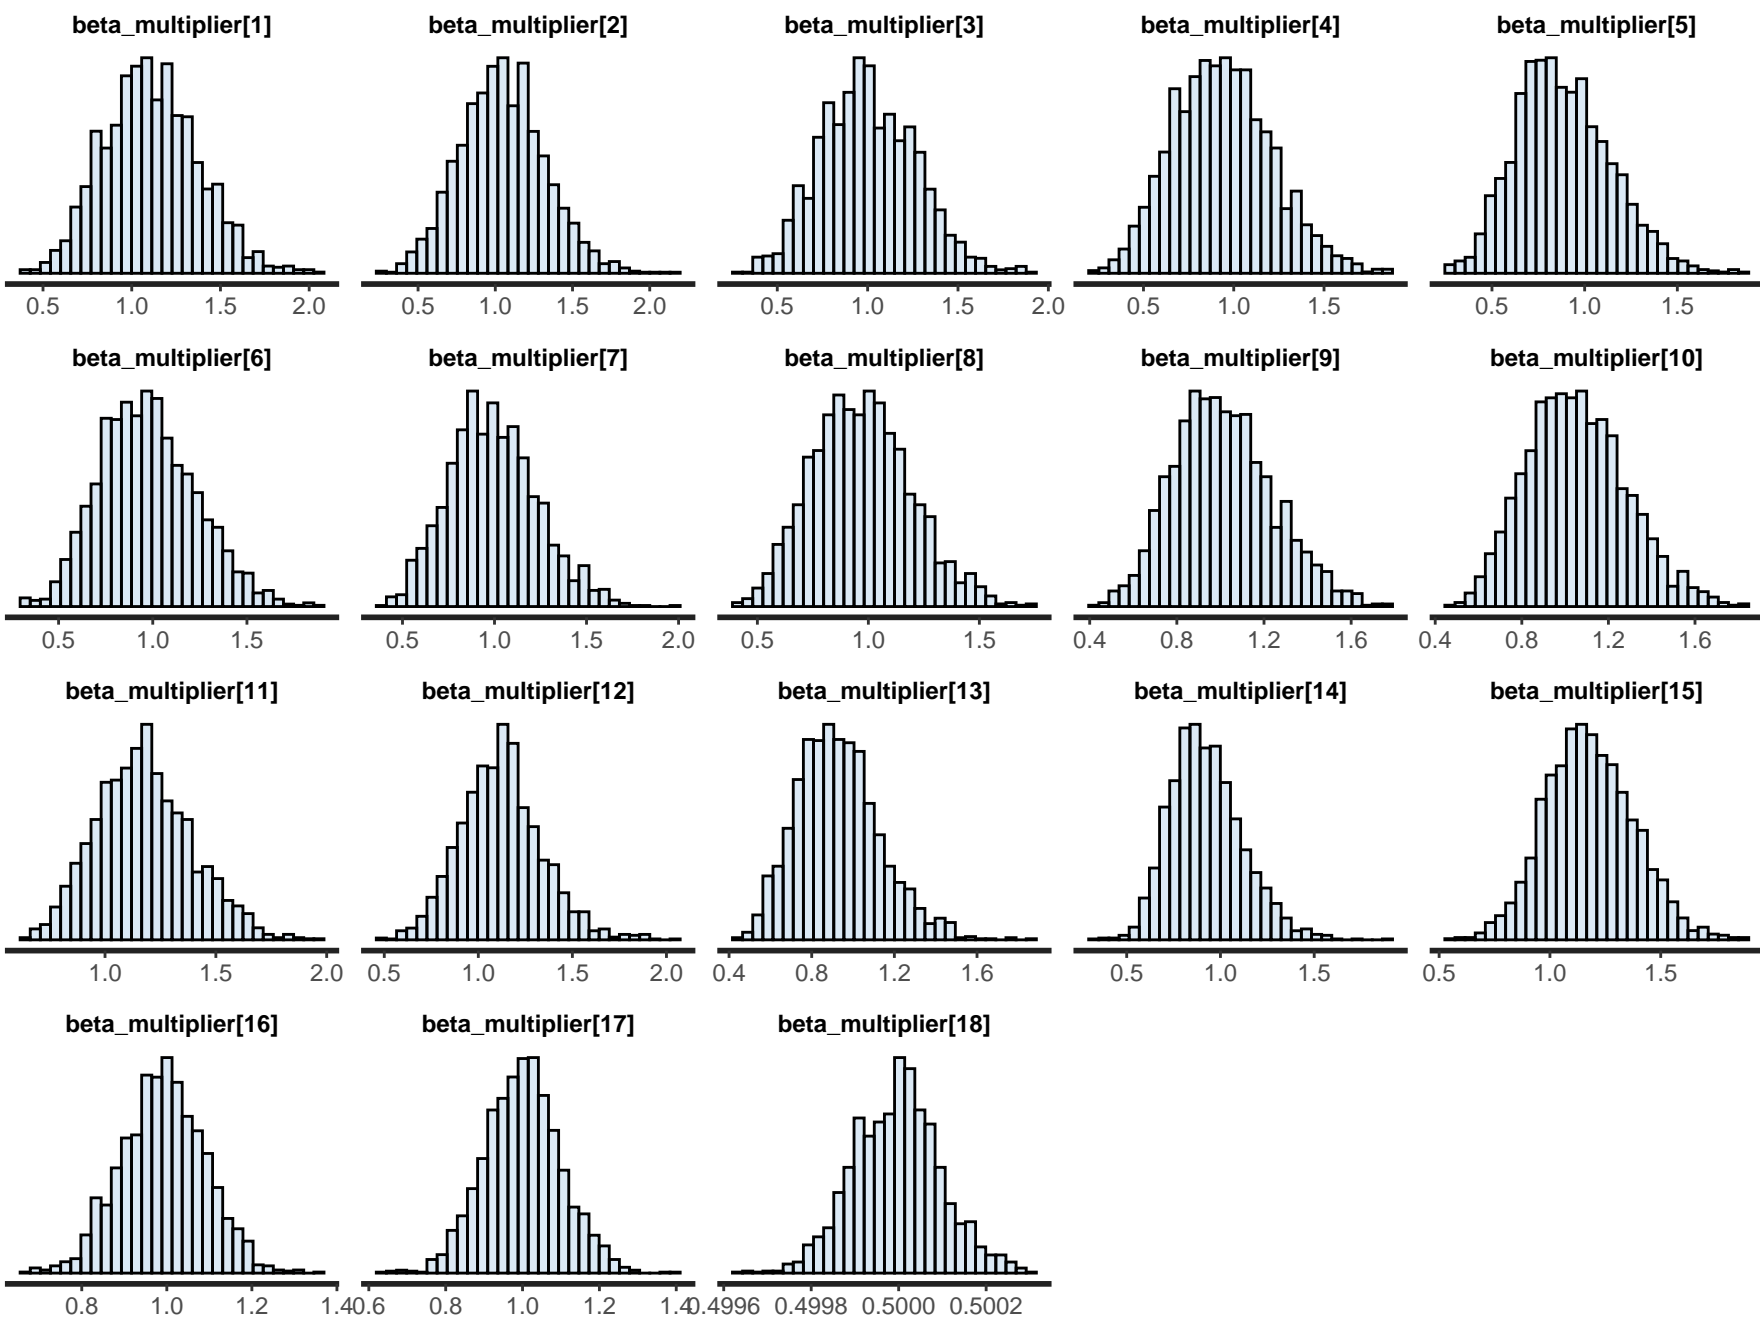 beta_multiplier[1] beta_multiplier[2] beta_multiplier[3] beta_multiplier[4] beta_multiplier[5]
0.5 1.0 1.5 2.0 0.5 1.0 1.5 2.0 0.5 1.0 1.5 2.0 0.5 1.0 1.5 0.5 1.0 1.5
beta_multiplier[6] beta_multiplier[7] beta_multiplier[8] beta_multiplier[9] beta_multiplier[10]
0.5 1.0 1.5 0.5 1.0 1.5 2.0 0.5 1.0 1.5 0.4 0.8 1.2 1.6 0.4 0.8 1.2 1.6
beta_multiplier[11] beta_multiplier[12] beta_multiplier[13] beta_multiplier[14] beta_multiplier[15]
1.0 1.5 2.0 0.5 1.0 1.5 2.0 0.4 0.8 1.2 1.6 0.5 1.0 1.5 0.5 1.0 1.5
beta_multiplier[16] beta_multiplier[17] beta_multiplier[18]
0.8 1.0 1.2 1.4 0.6 0.8 1.0 1.2 1.4 0.4996 0.4998 0.5000 0.5002